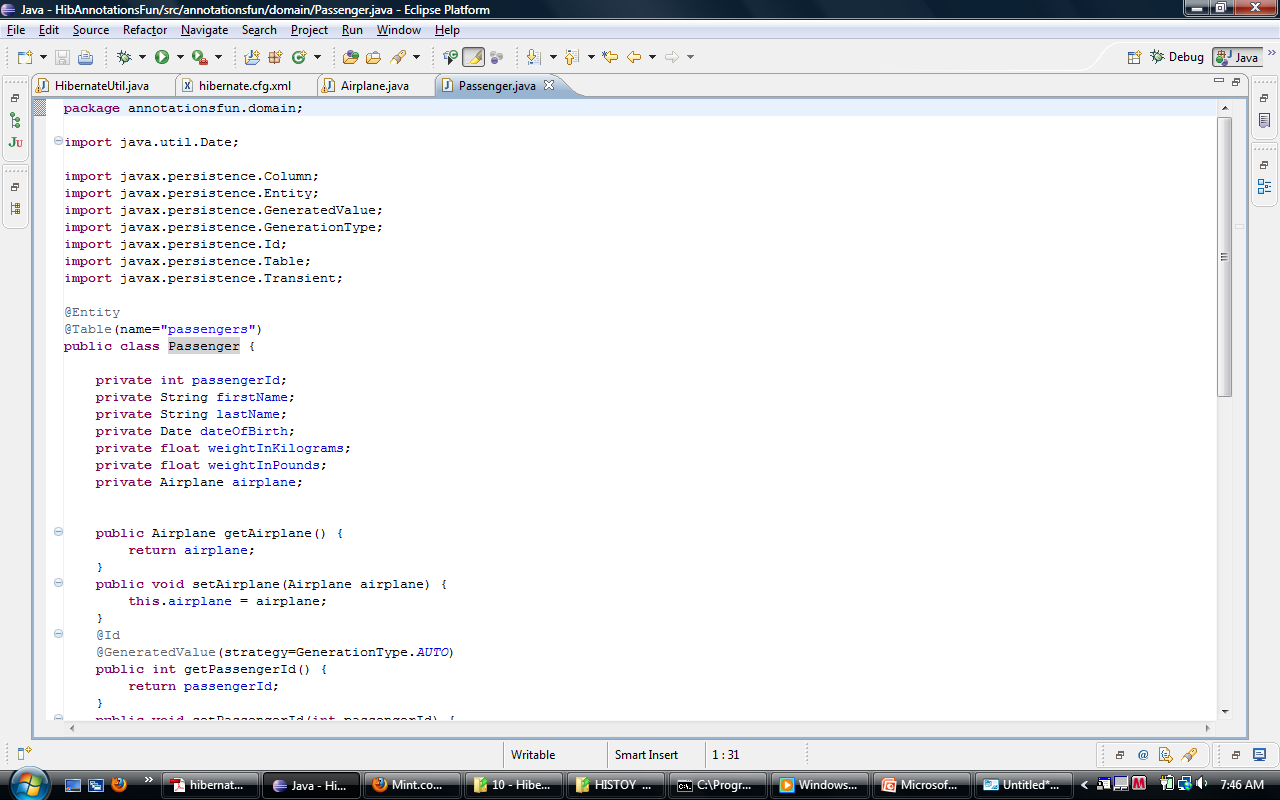 Java - HibAnnotationsFun/src/annotationsfun/domain/Passenger.java - Eclipse Platform
File Edit Source Refactor Navigate Search Project Run Window Help
Debug Java
HibernateUtil.java hibernate.cfg.xml Airplane.java Passenger.java
package annotationsfun.domain;
import java.util.Date;
import javax.persistence.Column;
import javax.persistence.Entity;
import javax.persistence.GeneratedValue;
import javax.persistence.GenerationType;
import javax.persistence.Id;
import javax.persistence.Table;
import javax.persistence.Transient;
@Entity
@Table(name="passengers")
public class Passenger {
private int passengerId;
private String firstName;
private String lastName;
private Date dateOfBirth;
private float weightInKilograms;
private float weightInPounds;
private Airplane airplane;
public Airplane getAirplane() {
return airplane;
}
public void setAirplane(Airplane airplane) {
this.airplane = airplane;
}
@Id
@GeneratedValue(strategy=GenerationType.AUTO)
public int getPassengerId() {
return passengerId;
}
public void setPassengerId(int passengerId) {
Writable Smart Insert 1 : 31
hibernat... Java - Hi... Mint.co... 10 - Hibe... HISTOY ... C:\Progr... Windows... Microsof... Untitled*... 7:46 AM